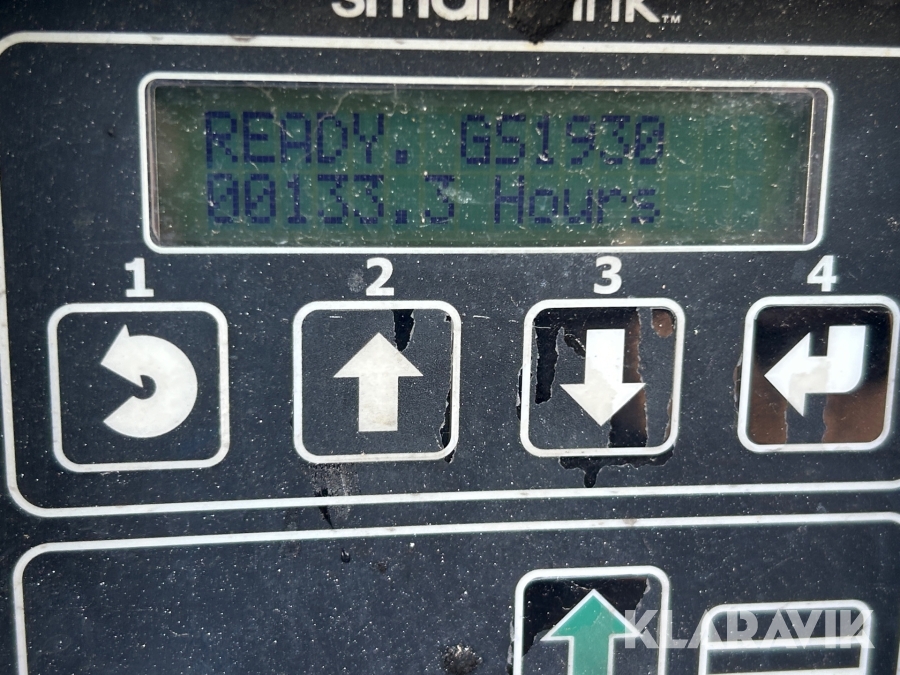 READY. GS1930
00133.3 Hours
1 2 3 4
KLARAVIK